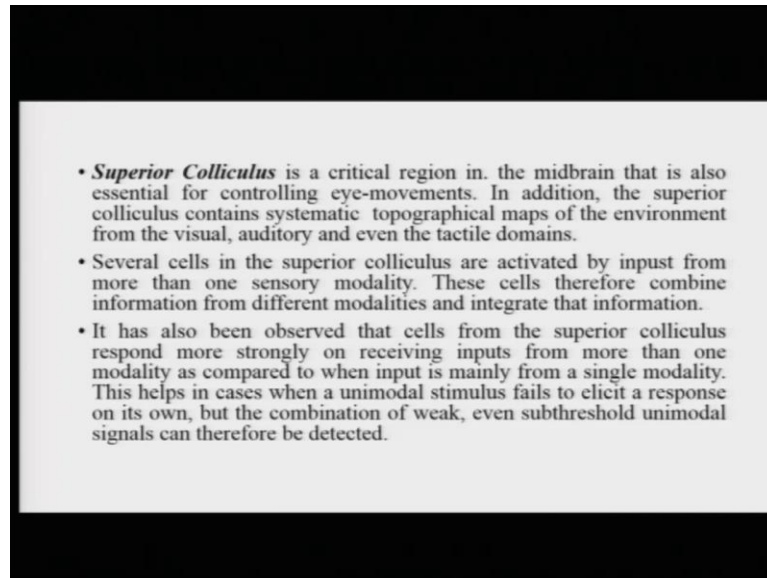 • Superior Colliculus is a critical region in. the midbrain that is also
essential for controlling eye-movements. In addition, the superior
colliculus contains systematic topographical maps of the environment
from the visual, auditory and even the tactile domains.
• Several cells in the superior colliculus are activated by inpust from
more than one sensory modality. These cells therefore combine
information from different modalities and integrate that information.
• It has also been observed that cells from the superior colliculus
respond more strongly on receiving inputs from more than one
modality as compared to when input is mainly from a single modality.
This helps in cases when a unimodal stimulus fails to elicit a response
on its own, but the combination of weak, even subthreshold unimodal
signals can therefore be detected.